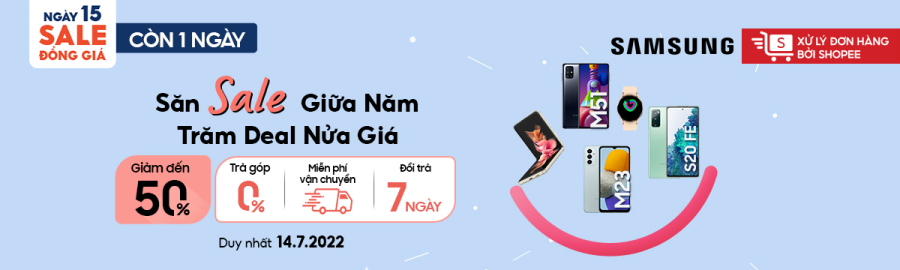 NGÀY 15
SALE
ĐỒNG GIÁ
CÒN 1 NGÀY
SAMSUNG
S
XỬ LÝ ĐƠN HÀNG
BỞI SHOPEE
Săn Sale Giữa Năm
Trăm Deal Nửa Giá
Giảm đến
50%
Trả góp
0%
Miễn phí
vận chuyển
Đổi trả
7 NGÀY
Duy nhất 14.7.2022
M51
M23
S20 FE